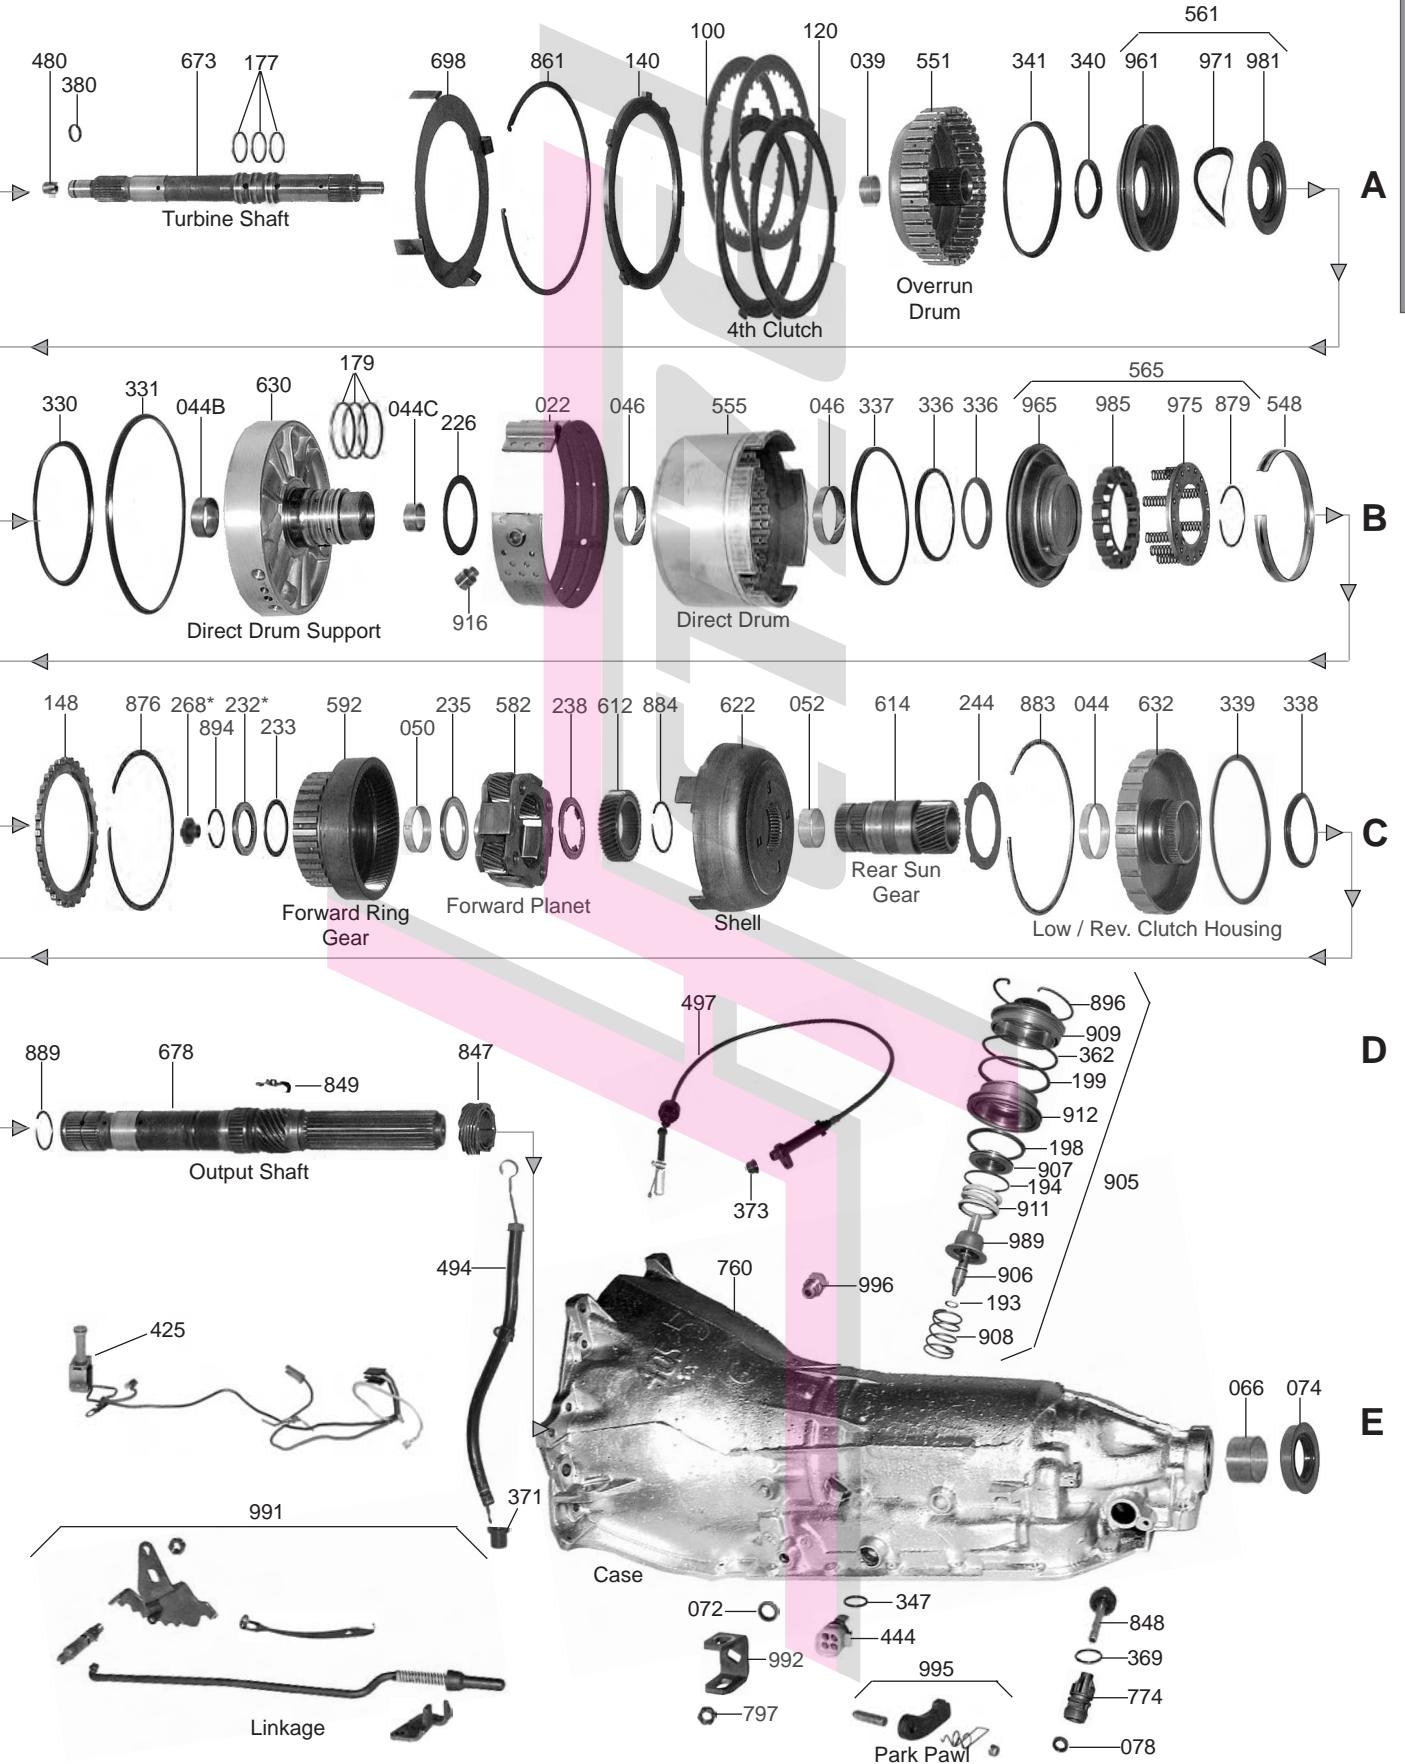 561
100 120
480 673 177 698 861 140 039 551 341 340 961 971 981
380
A
Turbine Shaft
Overrun
Drum
4th Clutch
179
565
330 331 044B 630 044C 022 046 555 046 337 336 336 965 985 975 879 548
226
B
916
Direct Drum Support
Direct Drum
148 876 268* 232* 592 235 582 238 612 884 622 052 614 244 883 044 632 339 338
894 233 050
C
Rear Sun
Gear
Forward Ring
Gear
Forward Planet
Shell
Low / Rev. Clutch Housing
497
896
909
362
199
912
198
907
194
911
989
906
193
908
905
D
889 678 849 847
Output Shaft
373
494
760
996
425
066 074
E
371
991
Case
072
347
444
992
797
848
369
774
078
995
Linkage
Park Pawl